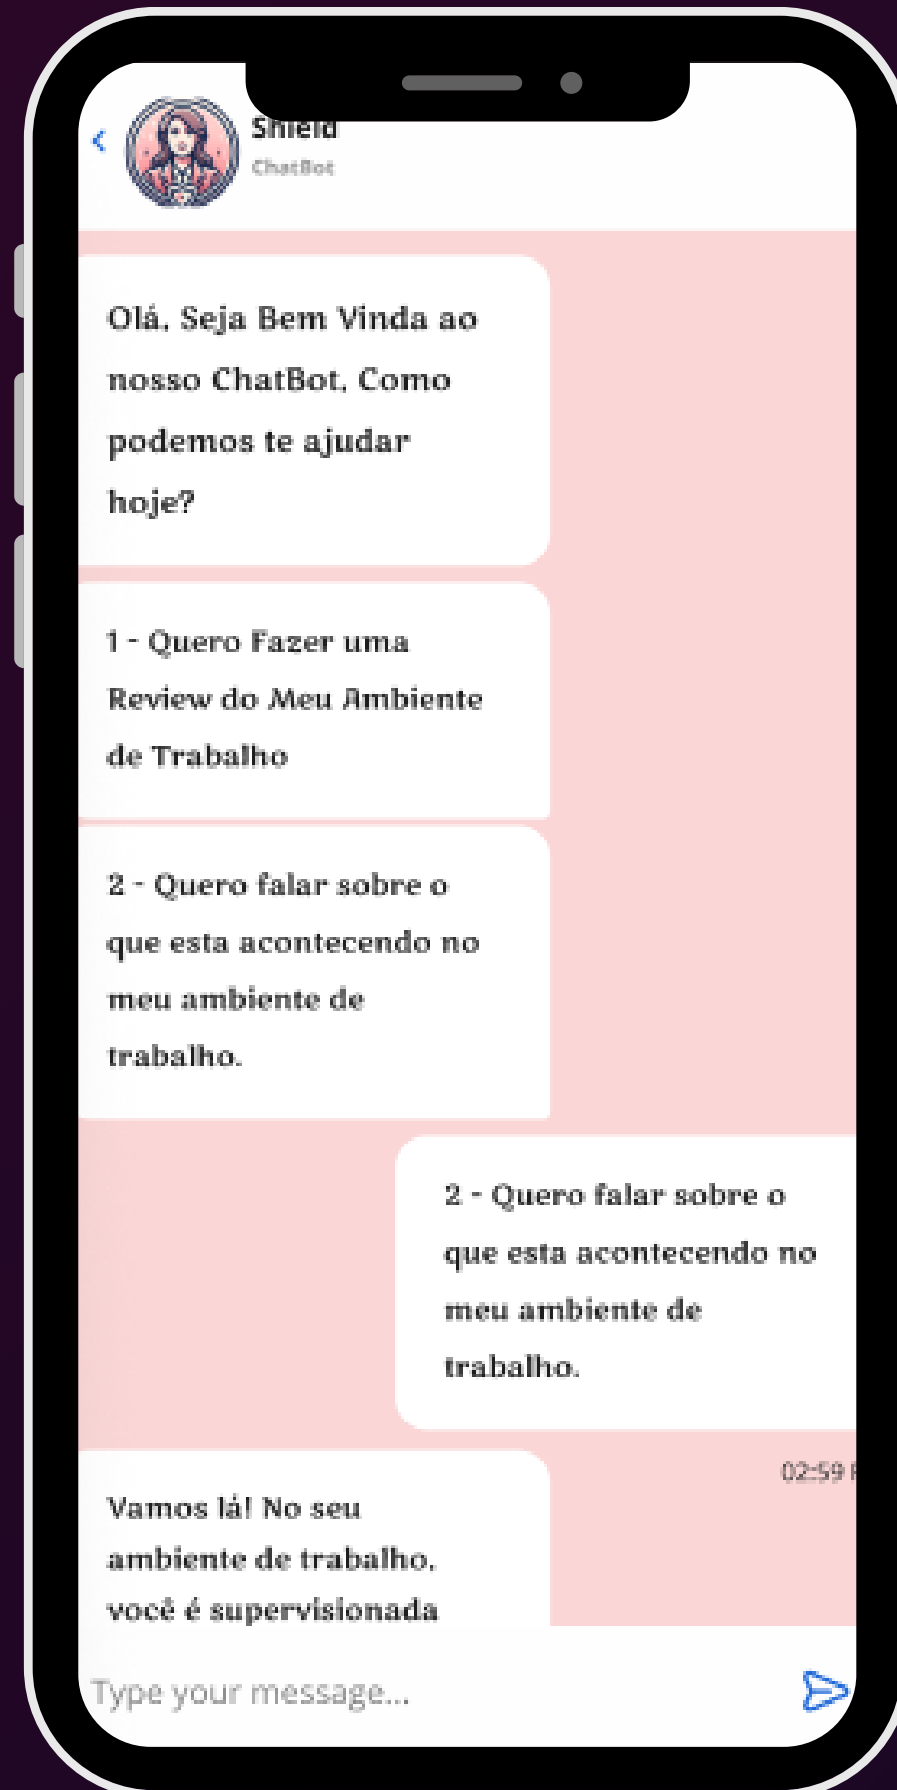 Shield
ChatBot
Olá. Seja Bem Vinda ao
nosso ChatBot. Como
podemos te ajudar
hoje?
1 - Quero Fazer uma
Review do Meu Ambiente
de Trabalho
2 - Quero falar sobre o
que esta acontecendo no
meu ambiente de
trabalho.
2 - Quero falar sobre o
que esta acontecendo no
meu ambiente de
trabalho.
02:59
Vamos lá! No seu
ambiente de trabalho,
você é supervisionada
Type your message...